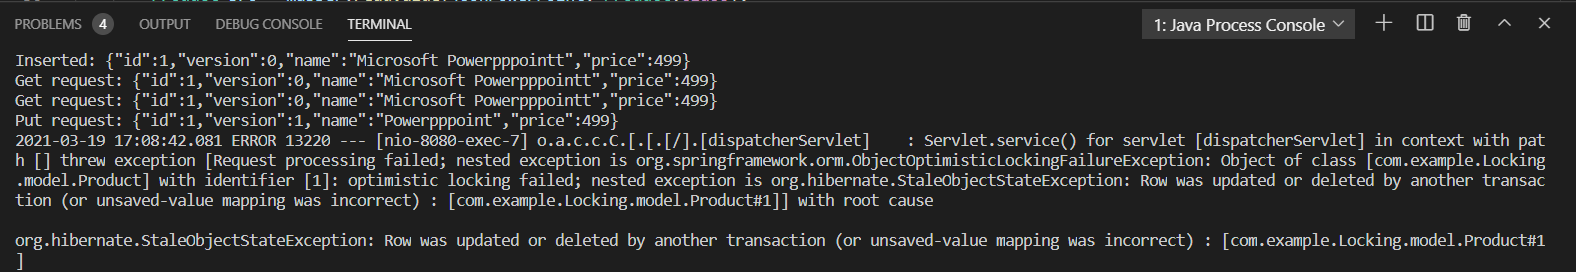 PROBLEMS 4 OUTPUT DEBUG CONSOLE TERMINAL 1: Java Process Console
Inserted: {"id":1,"version":0,"name":"Microsoft Powerpppointt","price":499}
Get request: {"id":1,"version":0,"name":"Microsoft Powerpppointt","price":499}
Get request: {"id":1,"version":0,"name":"Microsoft Powerpppointt","price":499}
Put request: {"id":1,"version":1,"name":"Powerpppoint","price":499}
2021-03-19 17:08:42.081 ERROR 13220 --- [nio-8080-exec-7] o.a.c.c.C.[.[.[/].[dispatcherServlet]    : Servlet.service() for servlet [dispatcherServlet] in context with pat
h [] threw exception [Request processing failed; nested exception is org.springframework.orm.ObjectOptimisticLockingFailureException: Object of class [com.example.Locking
.model.Product] with identifier [1]: optimistic locking failed; nested exception is org.hibernate.StaleObjectStateException: Row was updated or deleted by another transac
tion (or unsaved-value mapping was incorrect) : [com.example.Locking.model.Product#1]] with root cause
org.hibernate.StaleObjectStateException: Row was updated or deleted by another transaction (or unsaved-value mapping was incorrect) : [com.example.Locking.model.Product#1
]